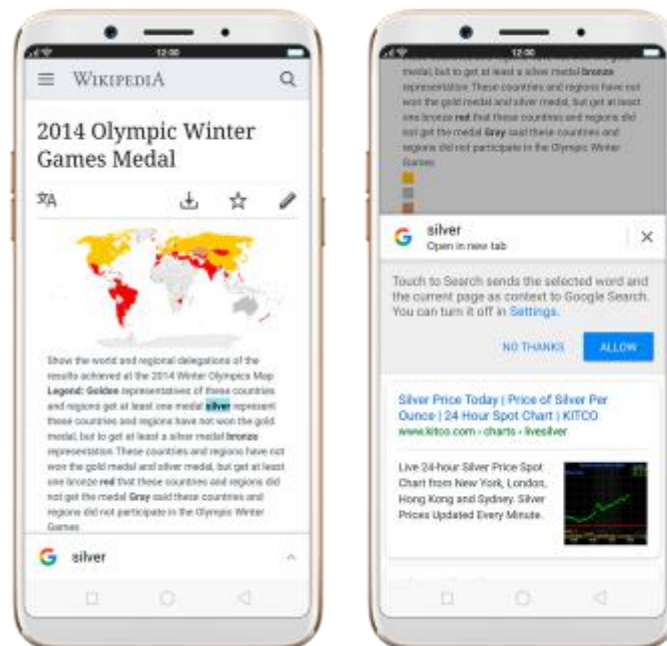 12:00
WIKIPEDIA
2014 Olympic Winter
Games Medal
Show the world and regional delegations of the
results achieved at the 2014 Winter Olympics Map
Legend: Golden representatives of these countries
and regions get at least one medal silver represent
these countries and regions have not won the gold
medal, but to get at least a silver medal bronze
representation These countries and regions have not
won the gold medal and silver medal, but get at least
one bronze red that these countries and regions did
not get the medal Gray said these countries and
regions did not participate in the Olympic Winter
Games
silver
12:00
medal, but to get at least a silver medal bronze
representation These countries and regions have not
won the gold medal and silver medal, but get at least
one bronze red that these countries and regions did
not get the medal Gray said these countries and
regions did not participate in the Olympic Winter
Games
silver
Open in new tab
Touch to Search sends the selected word and
the current page as context to Google Search.
You can turn it off in Settings.
NO THANKS ALLOW
Silver Price Today | Price of Silver Per
Ounce | 24 Hour Spot Chart | KITCO
www.kitco.com › charts › livesilver
Live 24-hour Silver Price Spot
Chart from New York, London,
Hong Kong and Sydney. Silver
Prices Updated Every Minute.